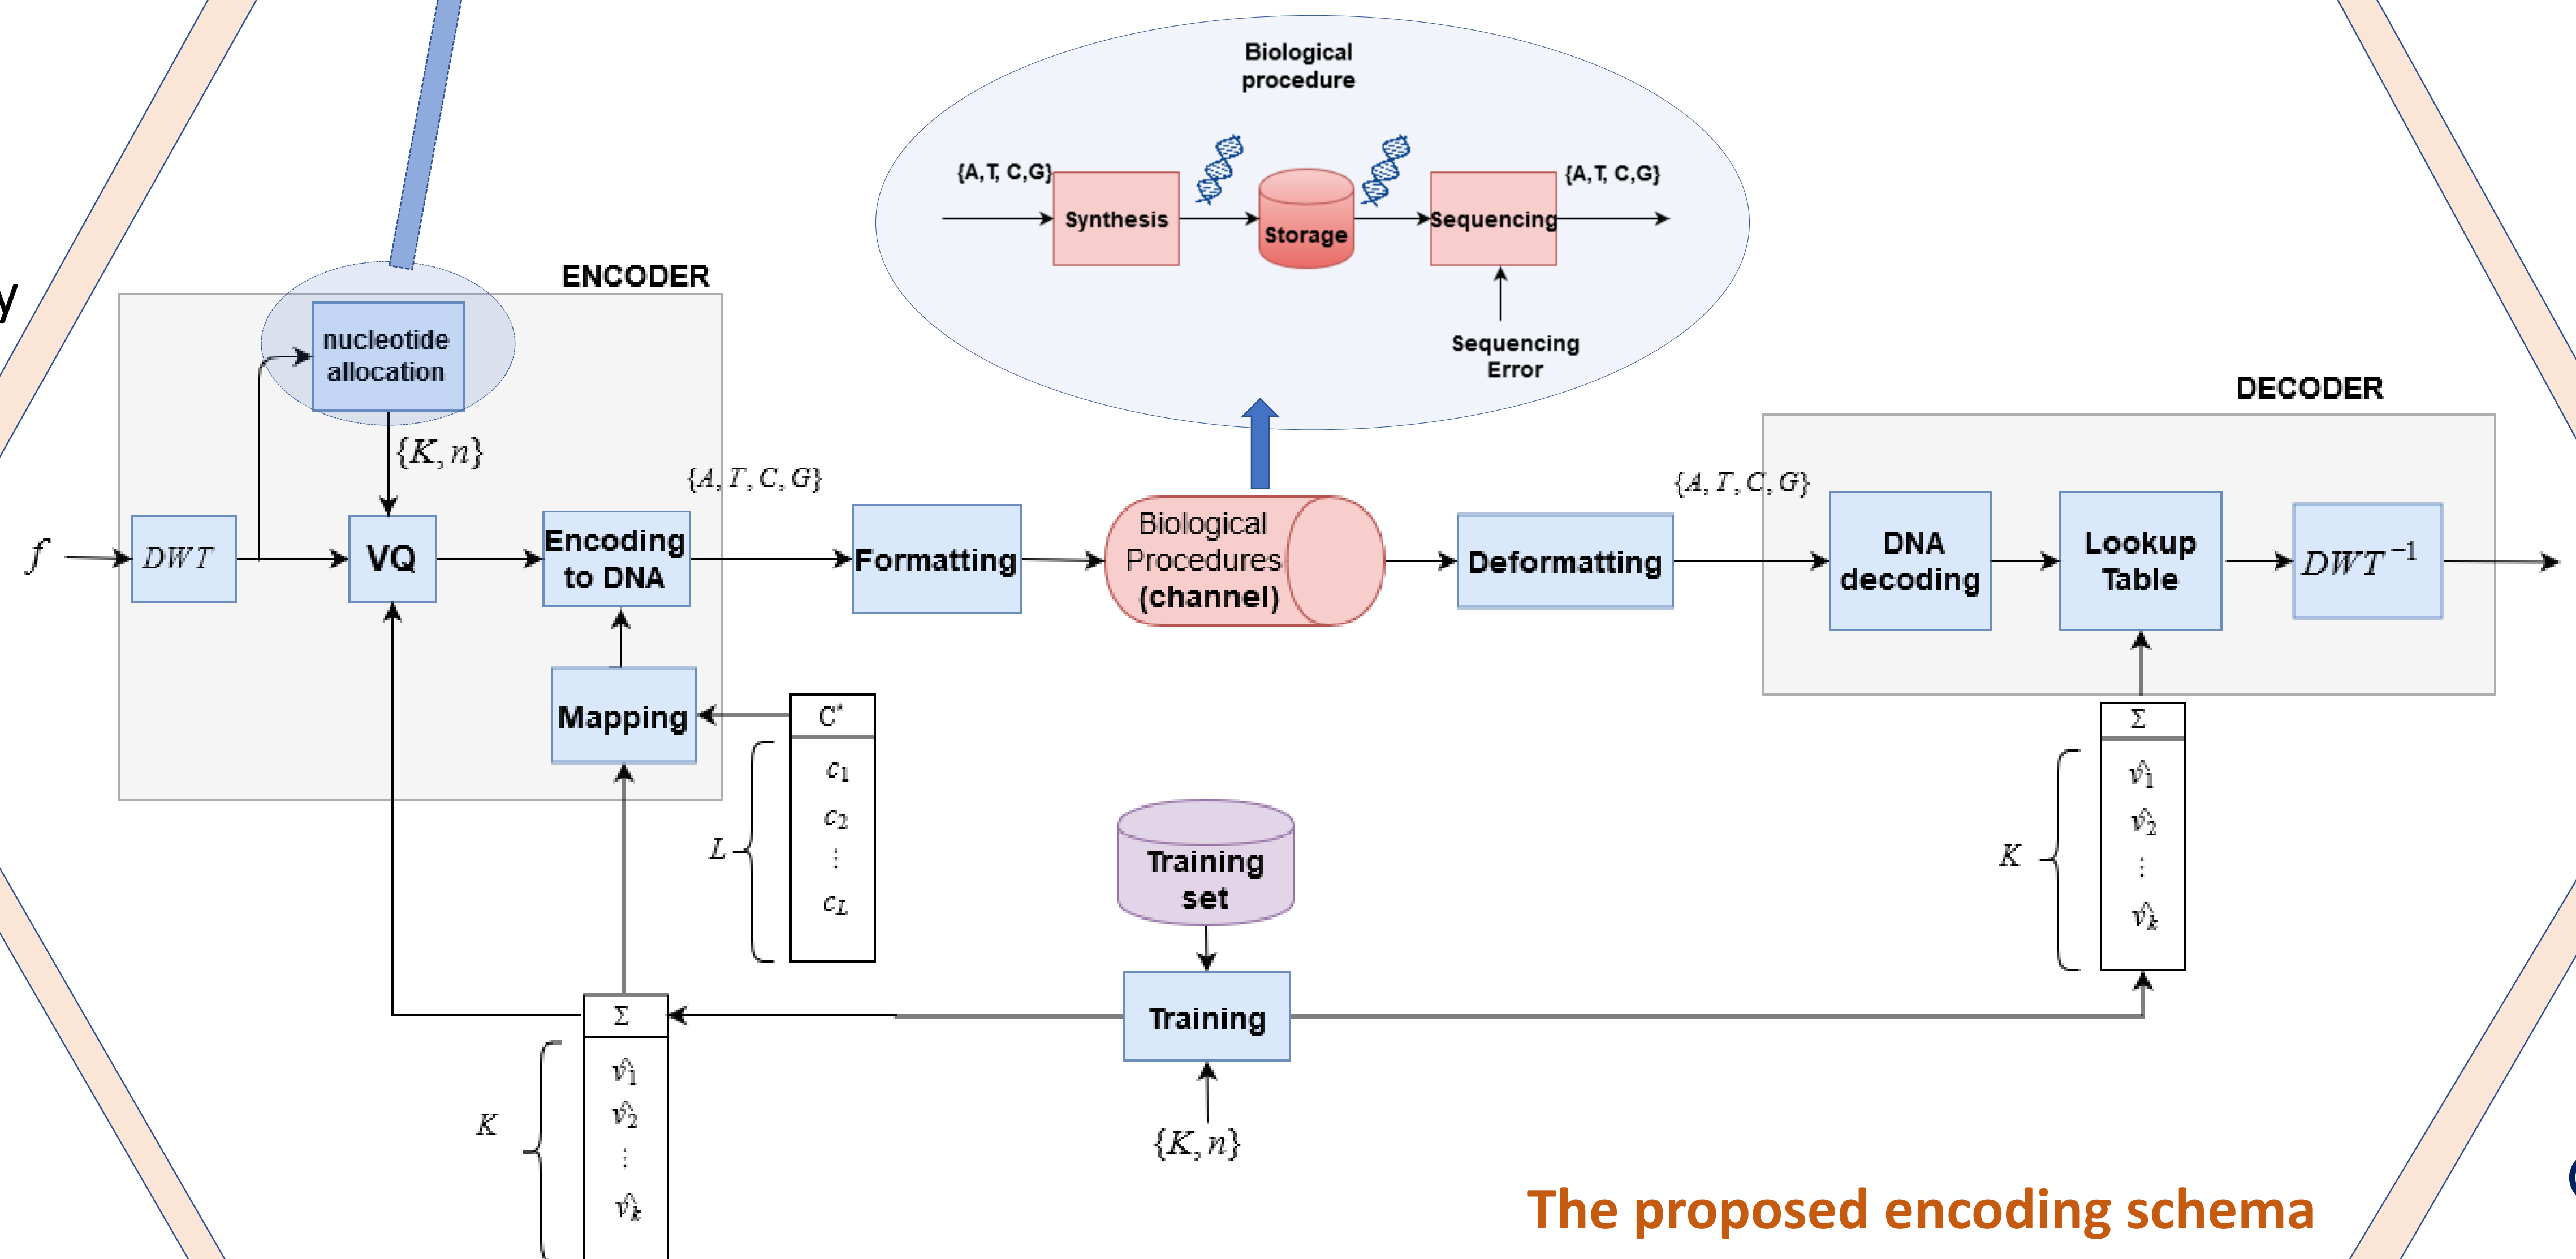 Biological
procedure
{A,T, C,G}
Synthesis
Storage
Sequencing
{A,T, C,G}
Sequencing
Error
y
ENCODER
nucleotide
allocation
{K, n}
f
DWT
VQ
Encoding
to DNA
{A, T, C, G}
Formatting
Biological
Procedures
(channel)
Deformatting
{A, T, C, G}
DECODER
DNA
decoding
Lookup
Table
DWT⁻¹
Mapping
C*
L
c₁
c₂
⋮
c_L
Σ
K
v̂₁
v̂₂
⋮
v̂ₖ
Training
set
Training
{K, n}
Σ
K
v̂₁
v̂₂
⋮
v̂ₖ
The proposed encoding schema